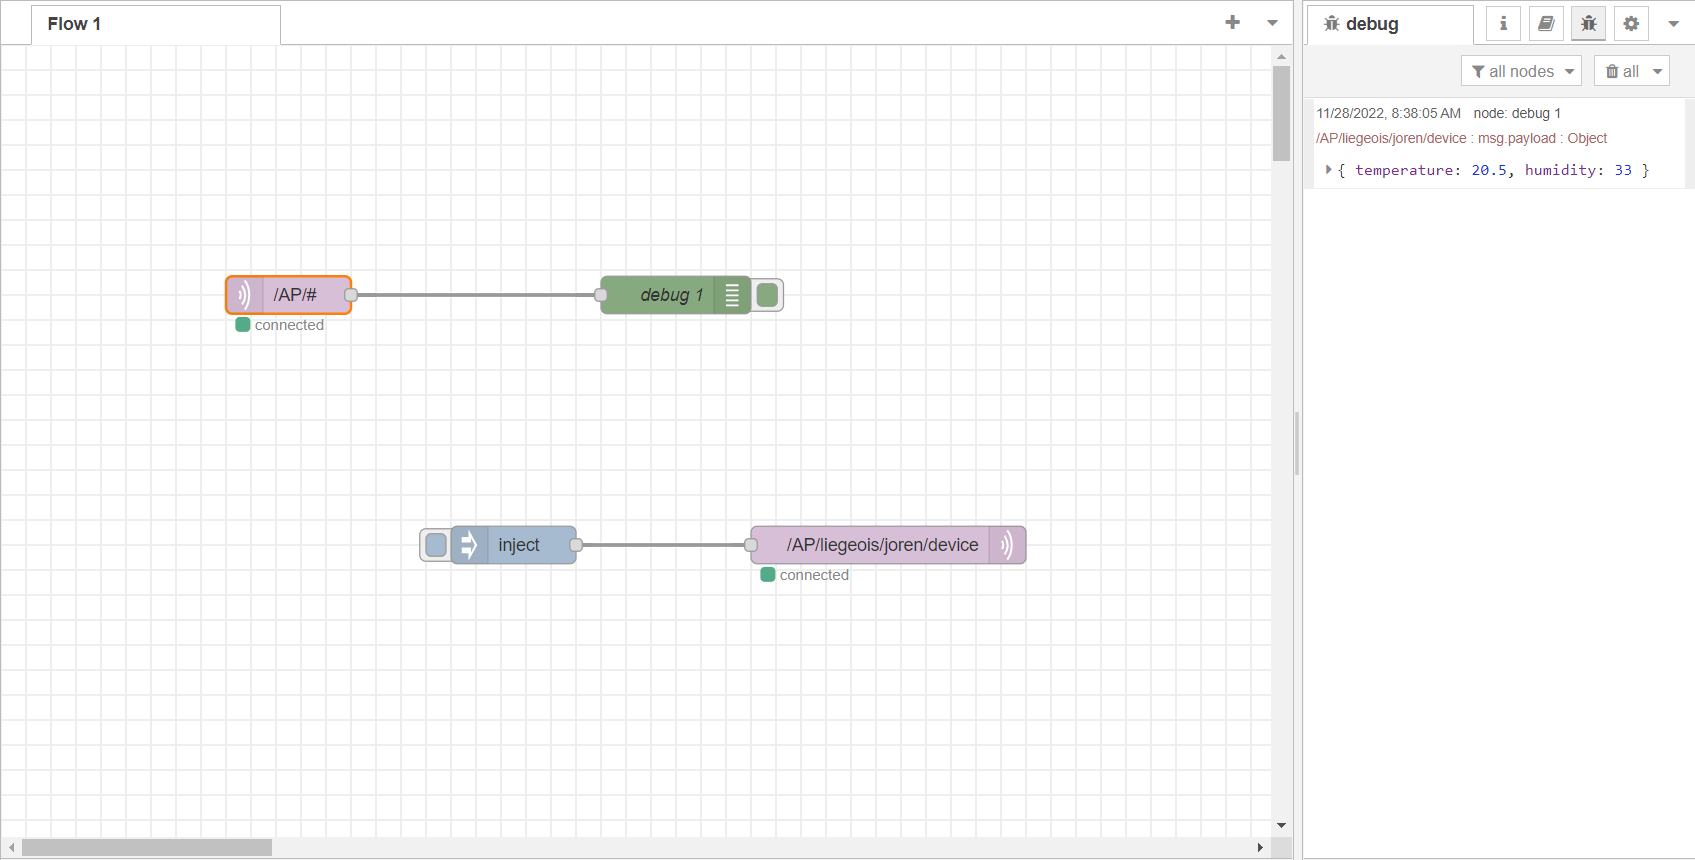 Flow 1
debug
all nodes
all
11/28/2022, 8:38:05 AM node: debug 1
/AP/liegeois/joren/device : msg.payload : Object
{ temperature: 20.5, humidity: 33 }
/AP/#
debug 1
connected
inject
/AP/liegeois/joren/device
connected